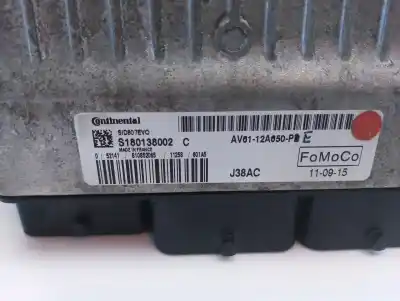 Continental
SID807EVO
S180138002 C
MADE IN FRANCE
AV61-12A650-PB E
FoMoCo
J38AC
11-09-15